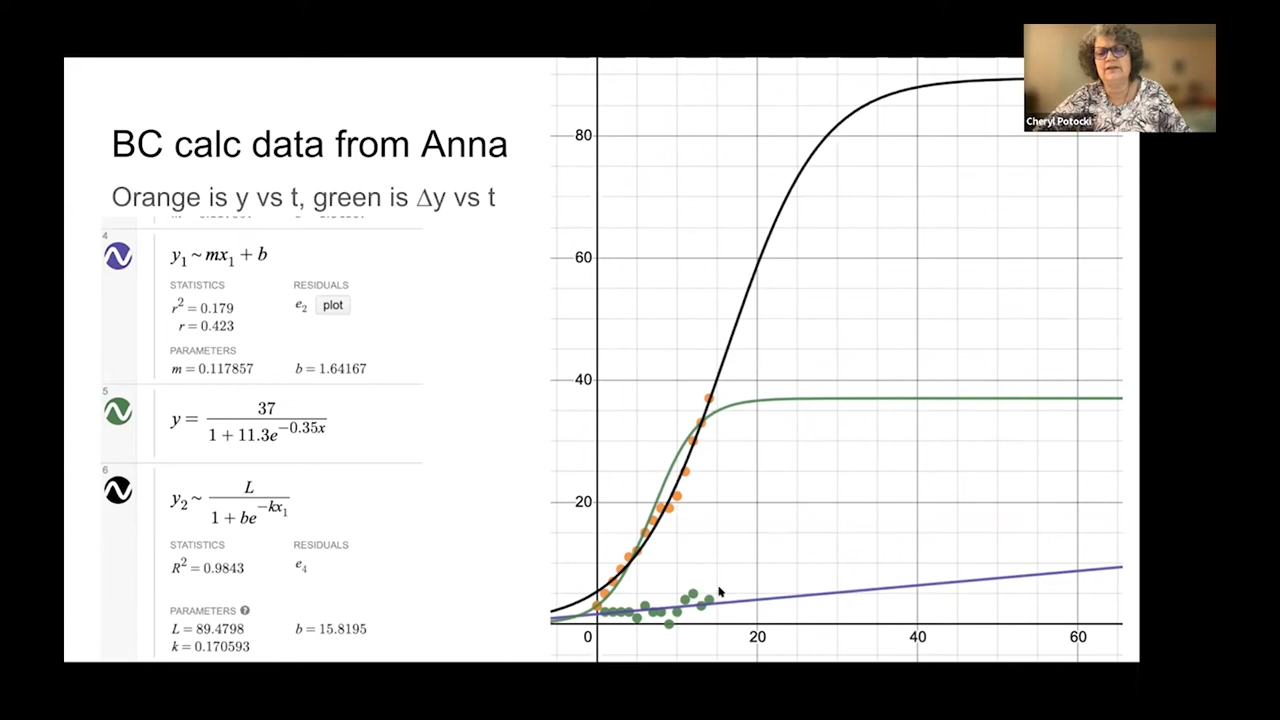 Cheryl Potocki
BC calc data from Anna
Orange is y vs t, green is Δy vs t
4
y₁ ~ mx₁ + b
STATISTICS
RESIDUALS
r² = 0.179
e₂ plot
r = 0.423
PARAMETERS
m = 0.117857
b = 1.64167
5
y = 37 / (1 + 11.3e^(−0.35x))
6
y₂ ~ L / (1 + be^(−kx₁))
STATISTICS
RESIDUALS
R² = 0.9843
e₄
PARAMETERS ?
L = 89.4798
b = 15.8195
k = 0.170593
80
60
40
20
0
20
40
60